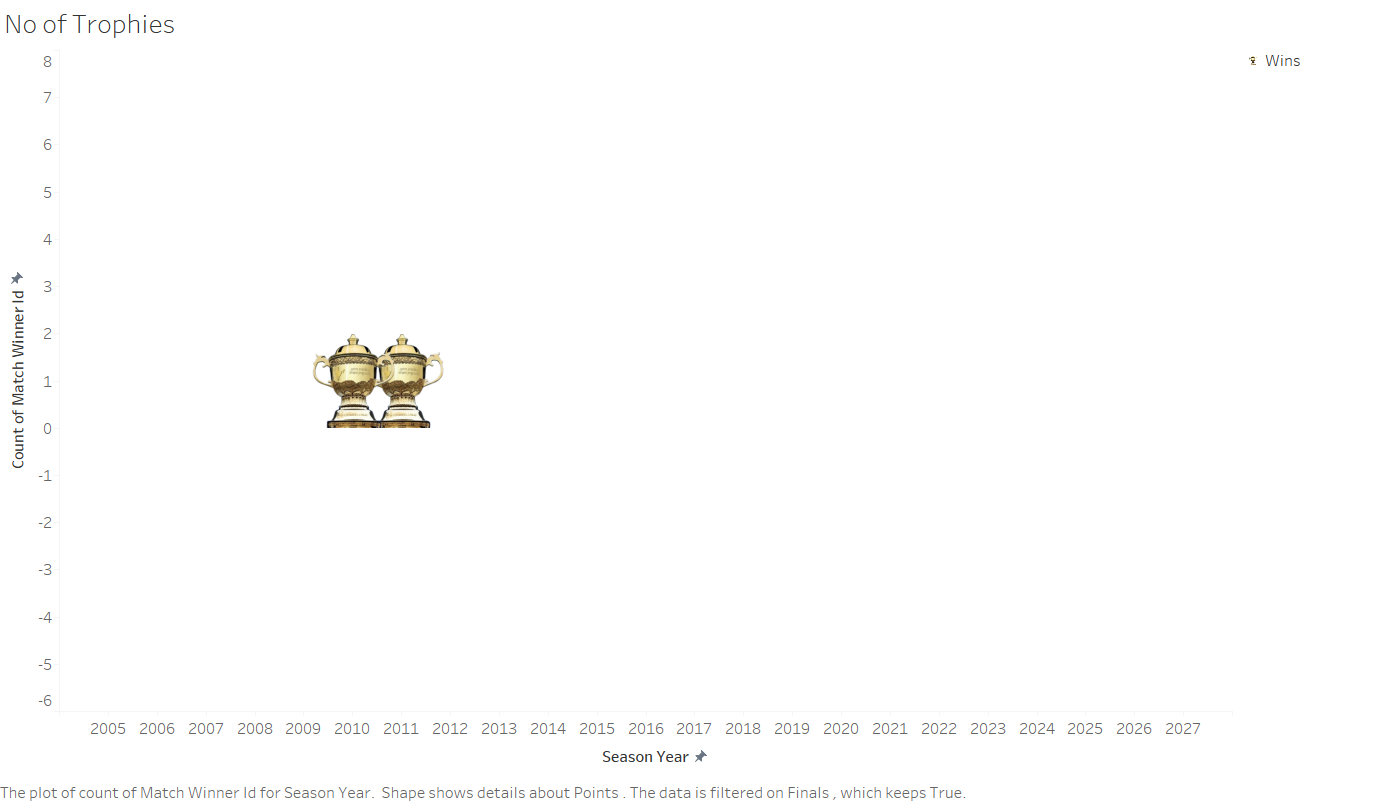 No of Trophies
8
Wins
7
6
5
4
3
2
1
0
-1
-2
-3
-4
-5
-6
Count of Match Winner Id
2005 2006 2007 2008 2009 2010 2011 2012 2013 2014 2015 2016 2017 2018 2019 2020 2021 2022 2023 2024 2025 2026 2027
Season Year
The plot of count of Match Winner Id for Season Year. Shape shows details about Points . The data is filtered on Finals , which keeps True.